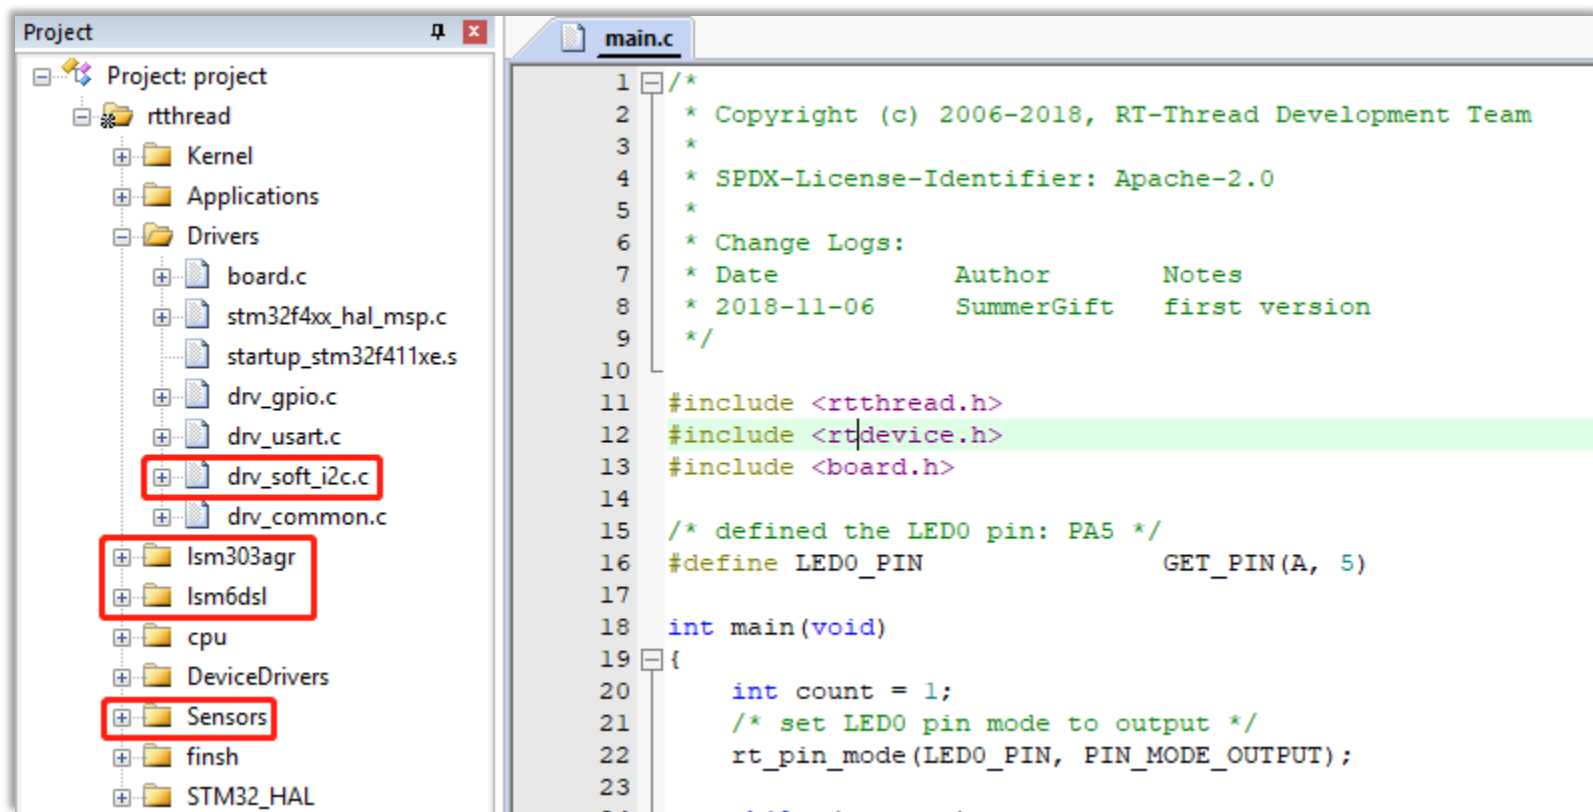 Project
Project: project
rtthread
Kernel
Applications
Drivers
board.c
stm32f4xx_hal_msp.c
startup_stm32f411xe.s
drv_gpio.c
drv_usart.c
drv_soft_i2c.c
drv_common.c
lsm303agr
lsm6dsl
cpu
DeviceDrivers
Sensors
finsh
STM32_HAL
main.c
1 /*
2 * Copyright (c) 2006-2018, RT-Thread Development Team
3 *
4 * SPDX-License-Identifier: Apache-2.0
5 *
6 * Change Logs:
7 * Date Author Notes
8 * 2018-11-06 SummerGift first version
9 */
10
11 #include <rtthread.h>
12 #include <rtdevice.h>
13 #include <board.h>
14
15 /* defined the LED0 pin: PA5 */
16 #define LED0_PIN GET_PIN(A, 5)
17
18 int main(void)
19 {
20 int count = 1;
21 /* set LED0 pin mode to output */
22 rt_pin_mode(LED0_PIN, PIN_MODE_OUTPUT);
23